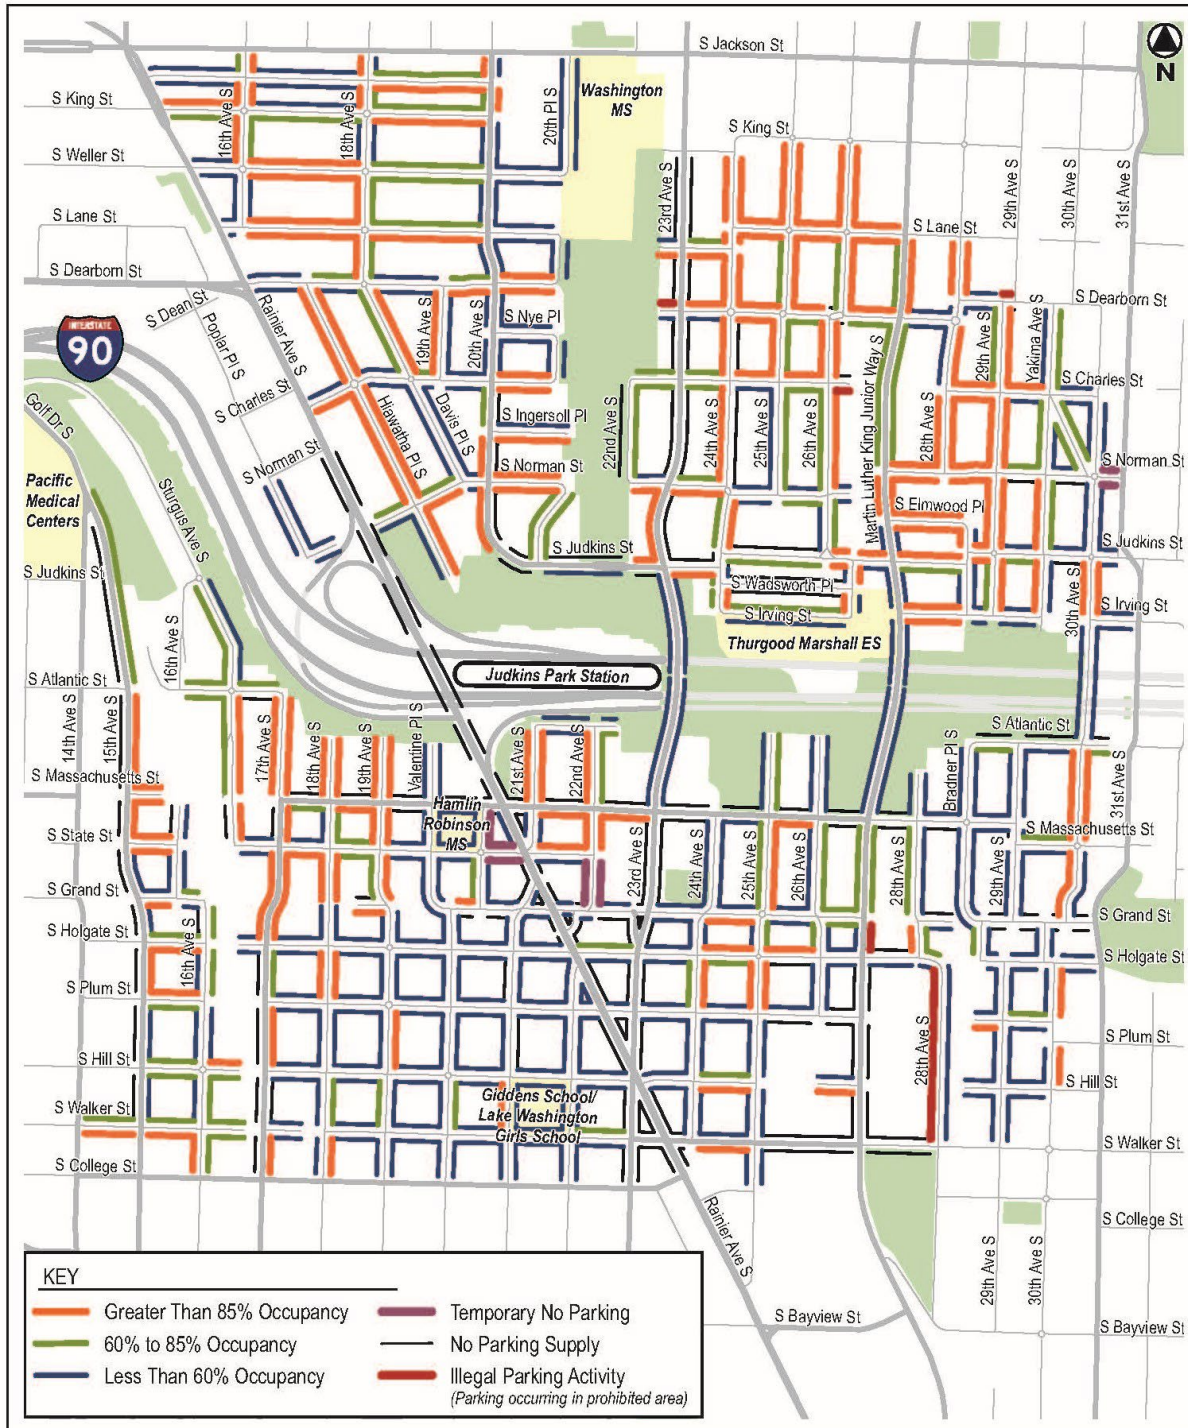 S Jackson St
N
Washington
MS
S King St
16th Ave S
18th Ave S
20th Pl S
S King St
S Weller St
23rd Ave S
29th Ave S
30th Ave S
31st Ave S
S Lane St
S Lane St
S Dearborn St
S Dean St
Poplar Pl S
Rainier Ave S
19th Ave S
20th Ave S
S Nye Pl
S Dearborn St
INTERSTATE
90
Martin Luther King Junior Way S
29th Ave S
Yakima Ave S
S Charles St
Golf Dr S
S Charles St
Hiawatha Pl S
Davis Pl S
S Ingersoll Pl
22nd Ave S
24th Ave S
25th Ave S
26th Ave S
28th Ave S
S Norman St
S Norman St
S Norman St
Pacific
Medical
Centers
Sturgus Ave S
S Elmwood Pl
S Judkins St
S Judkins St
S Judkins St
S Wadsworth Pl
S Irving St
30th Ave S
S Irving St
16th Ave S
Thurgood Marshall ES
Judkins Park Station
S Atlantic St
14th Ave S
15th Ave S
17th Ave S
18th Ave S
19th Ave S
Valentine Pl S
21st Ave S
22nd Ave S
S Atlantic St
Bradner Pl S
31st Ave S
S Massachusetts St
Hamlin
Robinson
MS
S Massachusetts St
S State St
23rd Ave S
24th Ave S
25th Ave S
26th Ave S
28th Ave S
29th Ave S
S Grand St
S Grand St
S Holgate St
16th Ave S
S Holgate St
S Plum St
28th Ave S
S Plum St
S Hill St
S Hill St
Giddens School/
Lake Washington
Girls School
S Walker St
S Walker St
S College St
Rainier Ave S
S College St
29th Ave S
30th Ave S
S Bayview St
S Bayview St
KEY
Greater Than 85% Occupancy
60% to 85% Occupancy
Less Than 60% Occupancy
Temporary No Parking
No Parking Supply
Illegal Parking Activity
(Parking occurring in prohibited area)